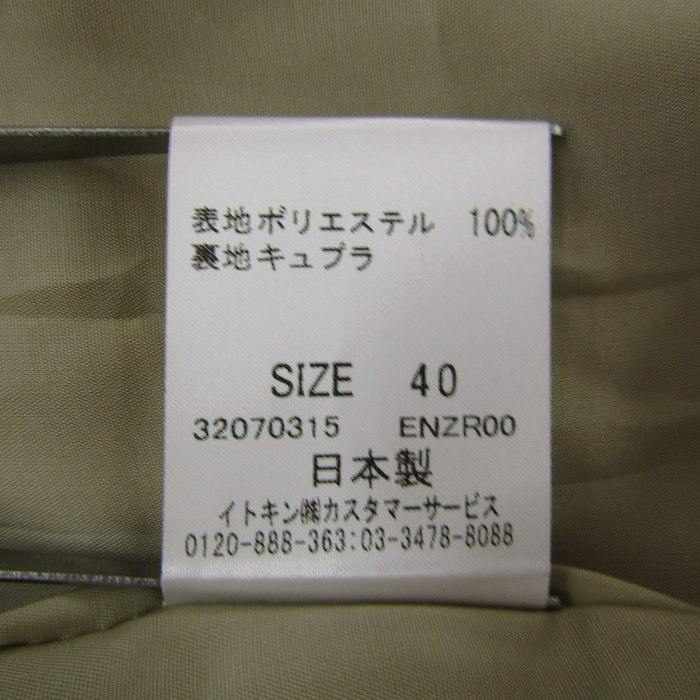 表地ポリエステル 100%
裏地キュプラ
SIZE 40
32070315 ENZR00
日本製
イトキン㈱カスタマーサービス
0120-888-363:03-3478-8088